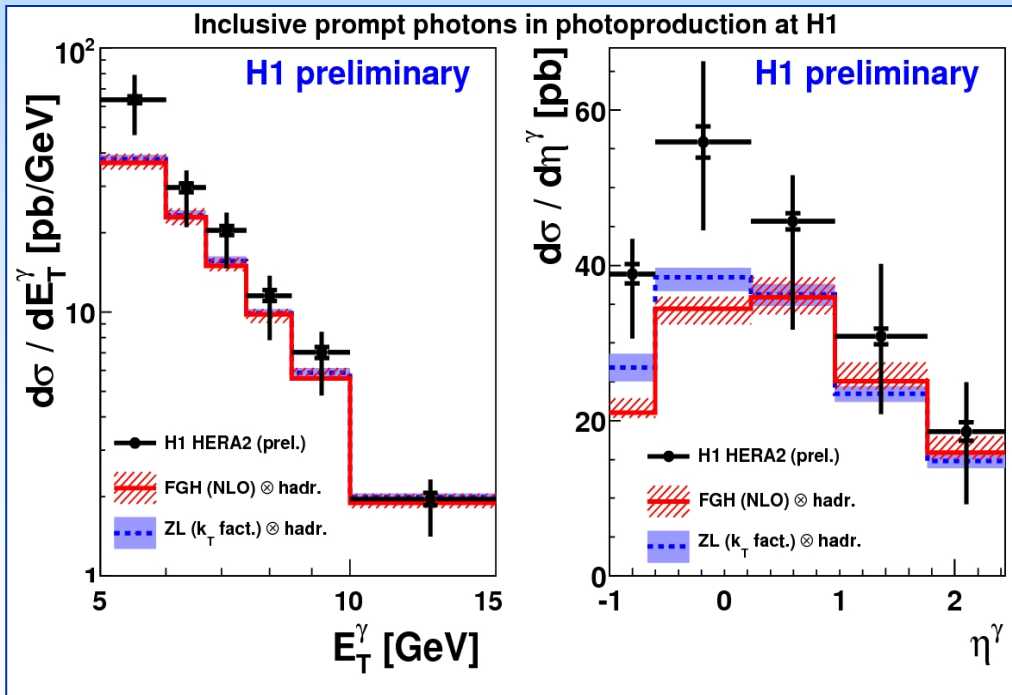 Inclusive prompt photons in photoproduction at H1
H1 preliminary
dσ / dE_T^γ [pb/GeV]
10²
10
1
H1 HERA2 (prel.)
FGH (NLO) ⊗ hadr.
ZL (k_T fact.) ⊗ hadr.
5
10
15
E_T^γ [GeV]
H1 preliminary
dσ / dη^γ [pb]
60
40
20
0
H1 HERA2 (prel.)
FGH (NLO) ⊗ hadr.
ZL (k_T fact.) ⊗ hadr.
-1
0
1
2
η^γ